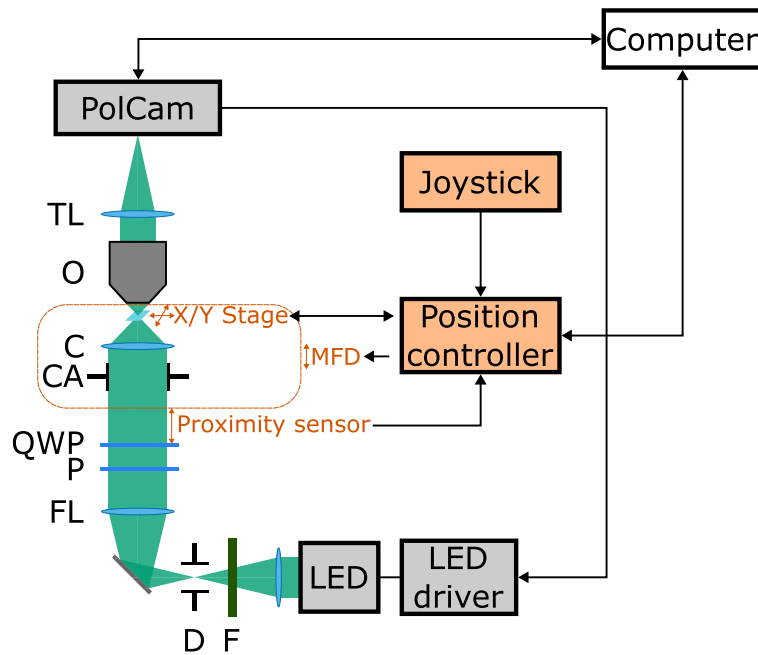 Computer
PolCam
Joystick
TL
O
X/Y Stage
Position
controller
C
MFD
CA
Proximity sensor
QWP
P
FL
LED
LED
driver
D
F